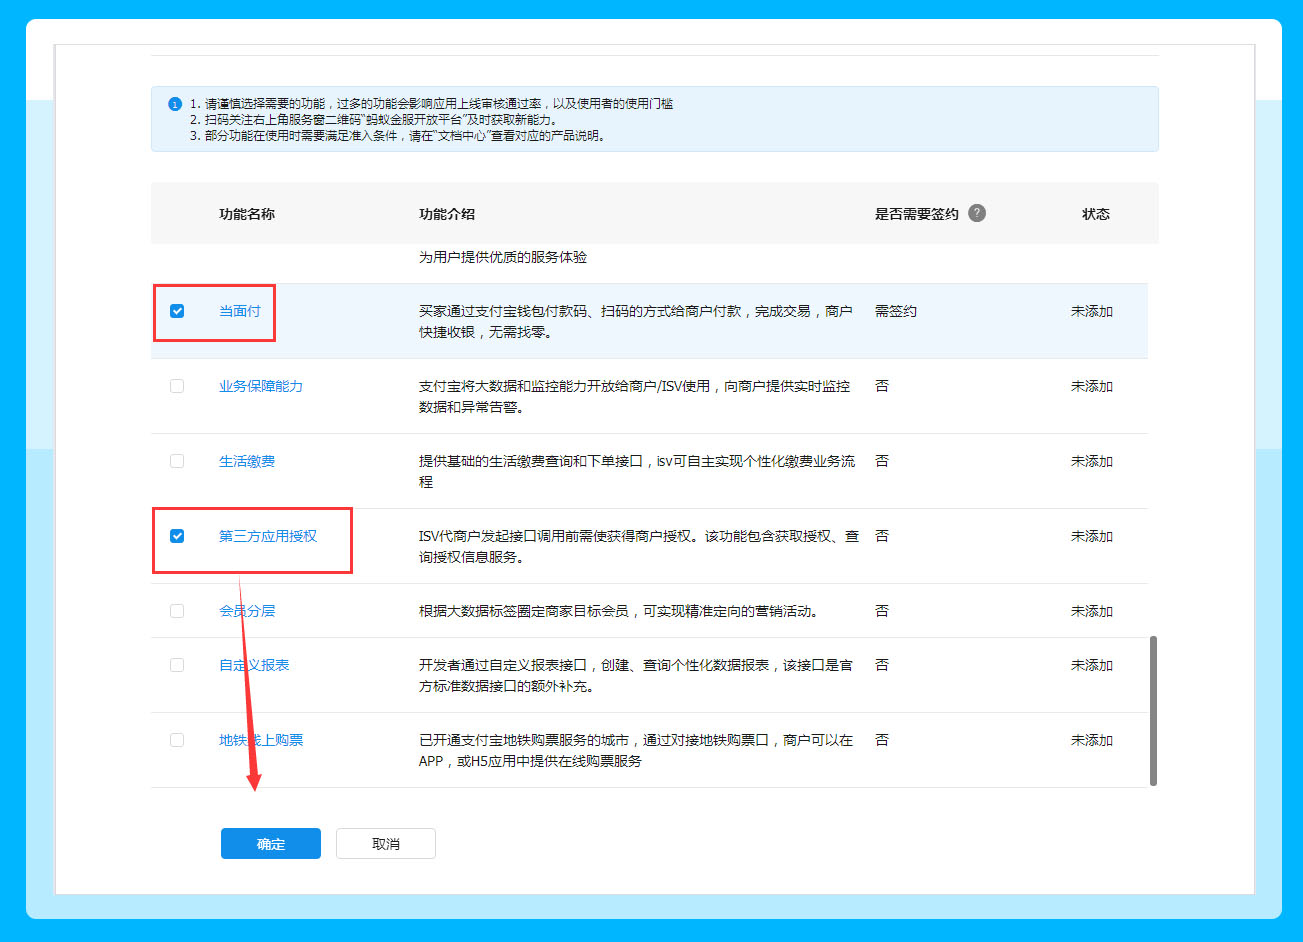 1. 请谨慎选择需要的功能，过多的功能会影响应用上线审核通过率，以及使用者的使用门槛
2. 扫码关注右上角服务窗二维码“蚂蚁金服开放平台”及时获取新能力。
3. 部分功能在使用时需要满足准入条件，请在“文档中心”查看对应的产品说明。
功能名称 功能介绍 是否需要签约 ? 状态
为用户提供优质的服务体验
当面付 买家通过支付宝钱包付款码、扫码的方式给商户付款，完成交易，商户 需签约 未添加
快捷收银，无需找零。
业务保障能力 支付宝将大数据和监控能力开放给商户/ISV使用，向商户提供实时监控 否 未添加
数据和异常告警。
生活缴费 提供基础的生活缴费查询和下单接口，isv可自主实现个性化缴费业务流 否 未添加
程
第三方应用授权 ISV代商户发起接口调用前需使获得商户授权。该功能包含获取授权、查 否 未添加
询授权信息服务。
会员分层 根据大数据标签圈定商家目标会员，可实现精准定向的营销活动。 否 未添加
自定义报表 开发者通过自定义报表接口，创建、查询个性化数据报表，该接口是官 否 未添加
方标准数据接口的额外补充。
地铁线上购票 已开通支付宝地铁购票服务的城市，通过对接地铁购票口，商户可以在 否 未添加
APP，或H5应用中提供在线购票服务
确定 取消